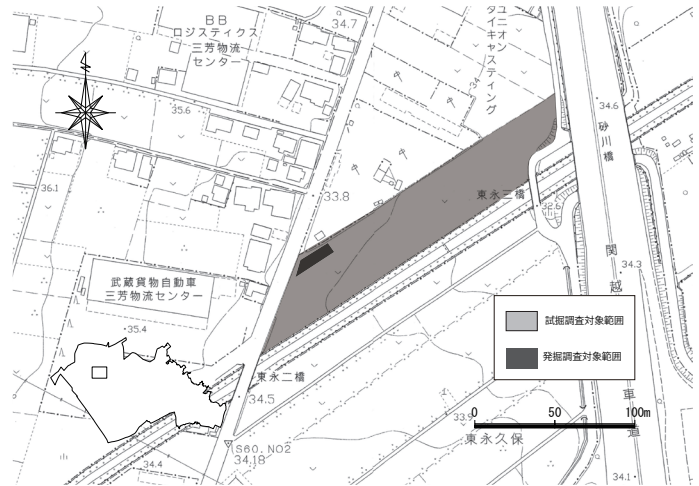 BB
ロジスティクス
三芳物流
センター
34.7
ユニオン
タイキャスティング
34.6
砂川橋
35.6
36.1
33.8
東永三橋
32.6
関越
34.3
武蔵貨物自動車
三芳物流センター
35.4
試掘調査対象範囲
発掘調査対象範囲
東永二橋
34.5
車道
33.9
0 50 100m
東永久保
S60.NO2
34.18
34.4
34.1